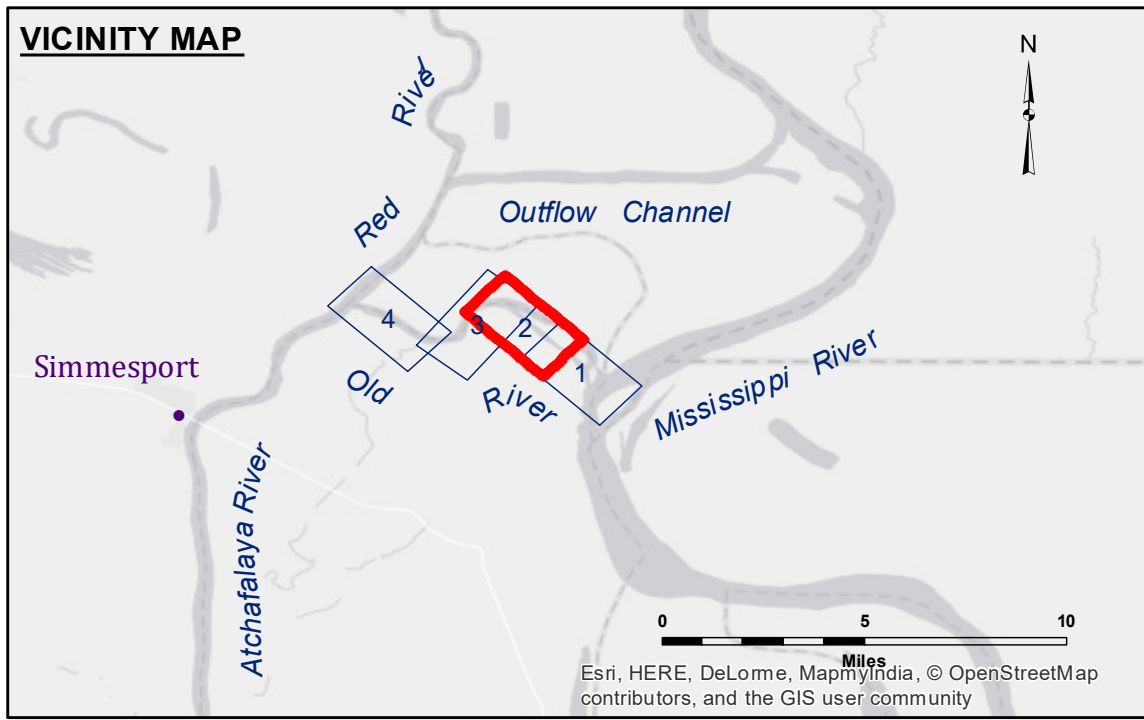 VICINITY MAP
N
River
Red
Outflow Channel
4
3
2
1
Simmesport
Old
River
Mississippi River
Atchafalaya River
0 5 10
Miles
Esri, HERE, DeLorme, MapmyIndia, © OpenStreetMap
contributors, and the GIS user community